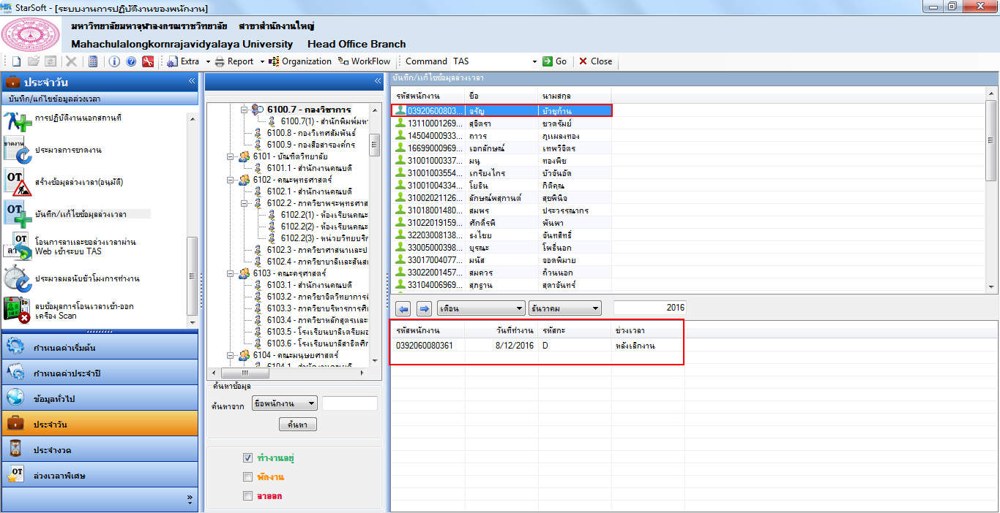 StarSoft - [ระบบงานการปฏิบัติงานของพนักงาน]
มหาวิทยาลัยมหาจุฬาลงกรณราชวิทยาลัย สาขาสำนักงานใหญ่
Mahachulalongkornrajavidyalaya University Head Office Branch
Extra Report Organization WorkFlow Command TAS Go Close
ประจำวัน
บันทึก/แก้ไขข้อมูลล่วงเวลา
การปฏิบัติงานนอกสถานที่
ประมวลการขาดงาน
สร้างข้อมูลล่วงเวลา(อนุมัติ)
บันทึก/แก้ไขข้อมูลล่วงเวลา
โอนการลาและขอล่วงเวลาผ่าน
Web เข้าระบบ TAS
ประมวลผลนับชั่วโมงการทำงาน
ลบข้อมูลการโอนเวลาเข้า-ออก
เครื่อง Scan
กำหนดค่าเริ่มต้น
กำหนดค่าประจำปี
ข้อมูลทั่วไป
ประจำวัน
ประจำงวด
ล่วงเวลาพิเศษ
6100.7 - กองวิชาการ
6100.7(1) - สำนักพิมพ์มหา
6100.8 - กองวิเทศสัมพันธ์
6100.9 - กองสื่อสารองค์กร
6101 - บัณฑิตวิทยาลัย
6101.1 - สำนักงานคณบดี
6102 - คณะพุทธศาสตร์
6102.1 - สำนักงานคณบดี
6102.2 - ภาควิชาพระพุทธศาส
6102.2(1) - ห้องเรียนคณะ
6102.2(2) - ห้องเรียนคณะ
6102.2(3) - หน่วยวิทยบริก
6102.3 - ภาควิชาศาสนาและป
6102.4 - ภาควิชาบาลีและสันส
6103 - คณะครุศาสตร์
6103.1 - สำนักงานคณบดี
6103.2 - ภาควิชาจิตวิทยาการศ
6103.3 - ภาควิชาบริหารการศึ
6103.4 - ภาควิชาหลักสูตรและ
6103.5 - โรงเรียนบาลีเตรียมอ
6103.6 - โรงเรียนบาลีสาธิตศึก
6104 - คณะมนุษยศาสตร์
6104.1 - สำนักงานคณบดี
ค้นหาข้อมูล
ค้นหาจาก ชื่อพนักงาน
ค้นหา
ทำงานอยู่
พักงาน
ลาออก
บันทึก/แก้ไขข้อมูลล่วงเวลา
รหัสพนักงาน ชื่อ นามสกุล
03920600803... จรัญ บัวชูก้าน
13110001269... สุจิตรา ชวดรัมย์
14504000933... ถาวร ภูแผลงทอง
16699000969... เอกลักษณ์ เทพวิจิตร
31001000337... มนู ทองพืช
31001003554... เกรียงไกร บัวจันอัด
31001004334... โยธิน กิติคุณ
31002021126... ลักษณ์พสุกานต์ สุขพินิจ
31018001480... สมพร ประวรรณากร
31022019159... ศักดิ์รพี พันพา
32203008138... ธงไชย จันทสิทธิ์
33005000398... บูรณะ โพธิ์นอก
33017004077... มนัส จอดพิมาย
33022001457... สมควร ถ้วนนอก
33104006969... สุภฐาน สุดาจันทร์
เดือน ธันวาคม 2016
รหัสพนักงาน วันที่ทำงาน รหัสกะ ช่วงเวลา
0392060080361 8/12/2016 D หลังเลิกงาน